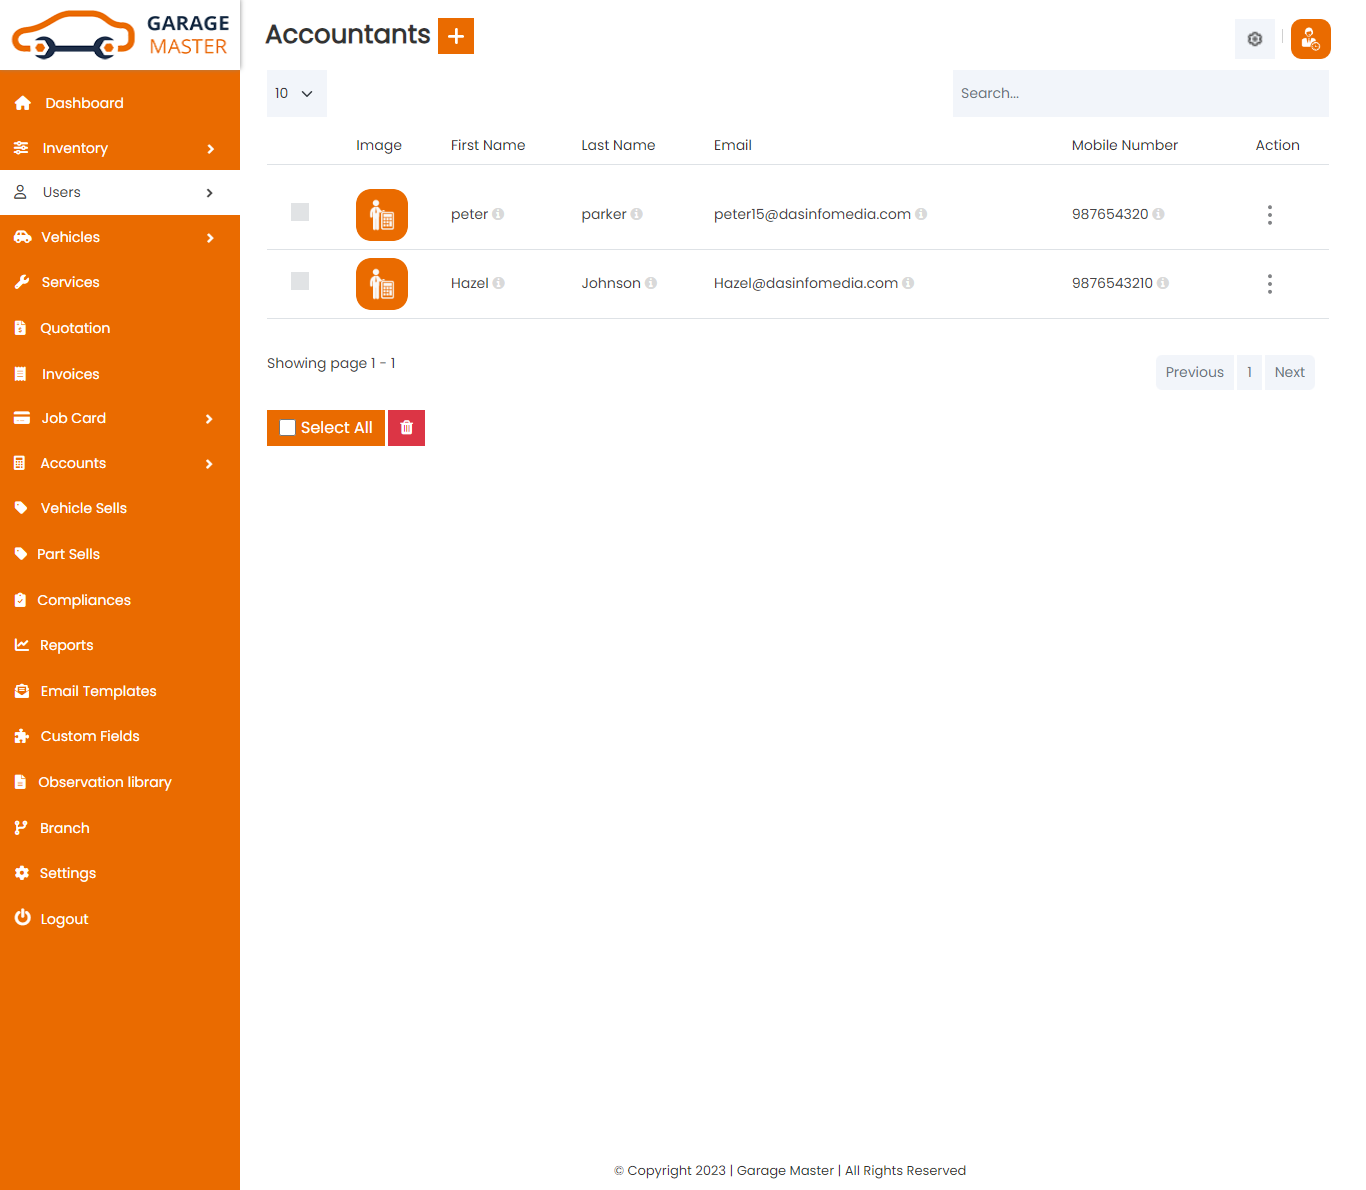 GARAGE
MASTER
Dashboard
Inventory
Users
Vehicles
Services
Quotation
Invoices
Job Card
Accounts
Vehicle Sells
Part Sells
Compliances
Reports
Email Templates
Custom Fields
Observation library
Branch
Settings
Logout
Accountants
10
Search...
Image First Name Last Name Email Mobile Number Action
peter parker peter15@dasinfomedia.com 987654320
Hazel Johnson Hazel@dasinfomedia.com 9876543210
Showing page 1 - 1
Previous 1 Next
Select All
© Copyright 2023 | Garage Master | All Rights Reserved